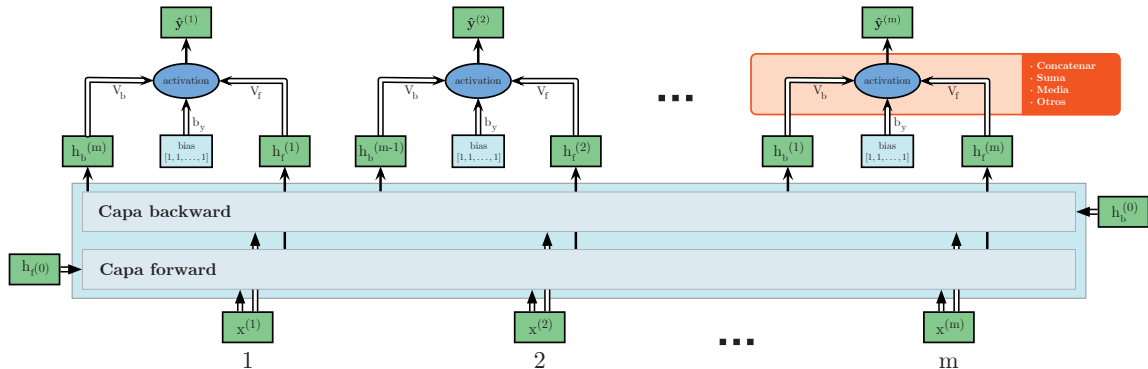 ŷ^(1) ŷ^(2) ŷ^(m)
activation activation activation
· Concatenar
· Suma
· Media
· Otros
V_b V_f V_b V_f V_b V_f
b_y b_y b_y
h_b^(m) bias [1, 1, . . . , 1] h_f^(1) h_b^(m-1) bias [1, 1, . . . , 1] h_f^(2) ... h_b^(1) bias [1, 1, . . . , 1] h_f^(m)
Capa backward h_b^(0)
h_f(0) Capa forward
x^(1) x^(2) ... x^(m)
1 2 m